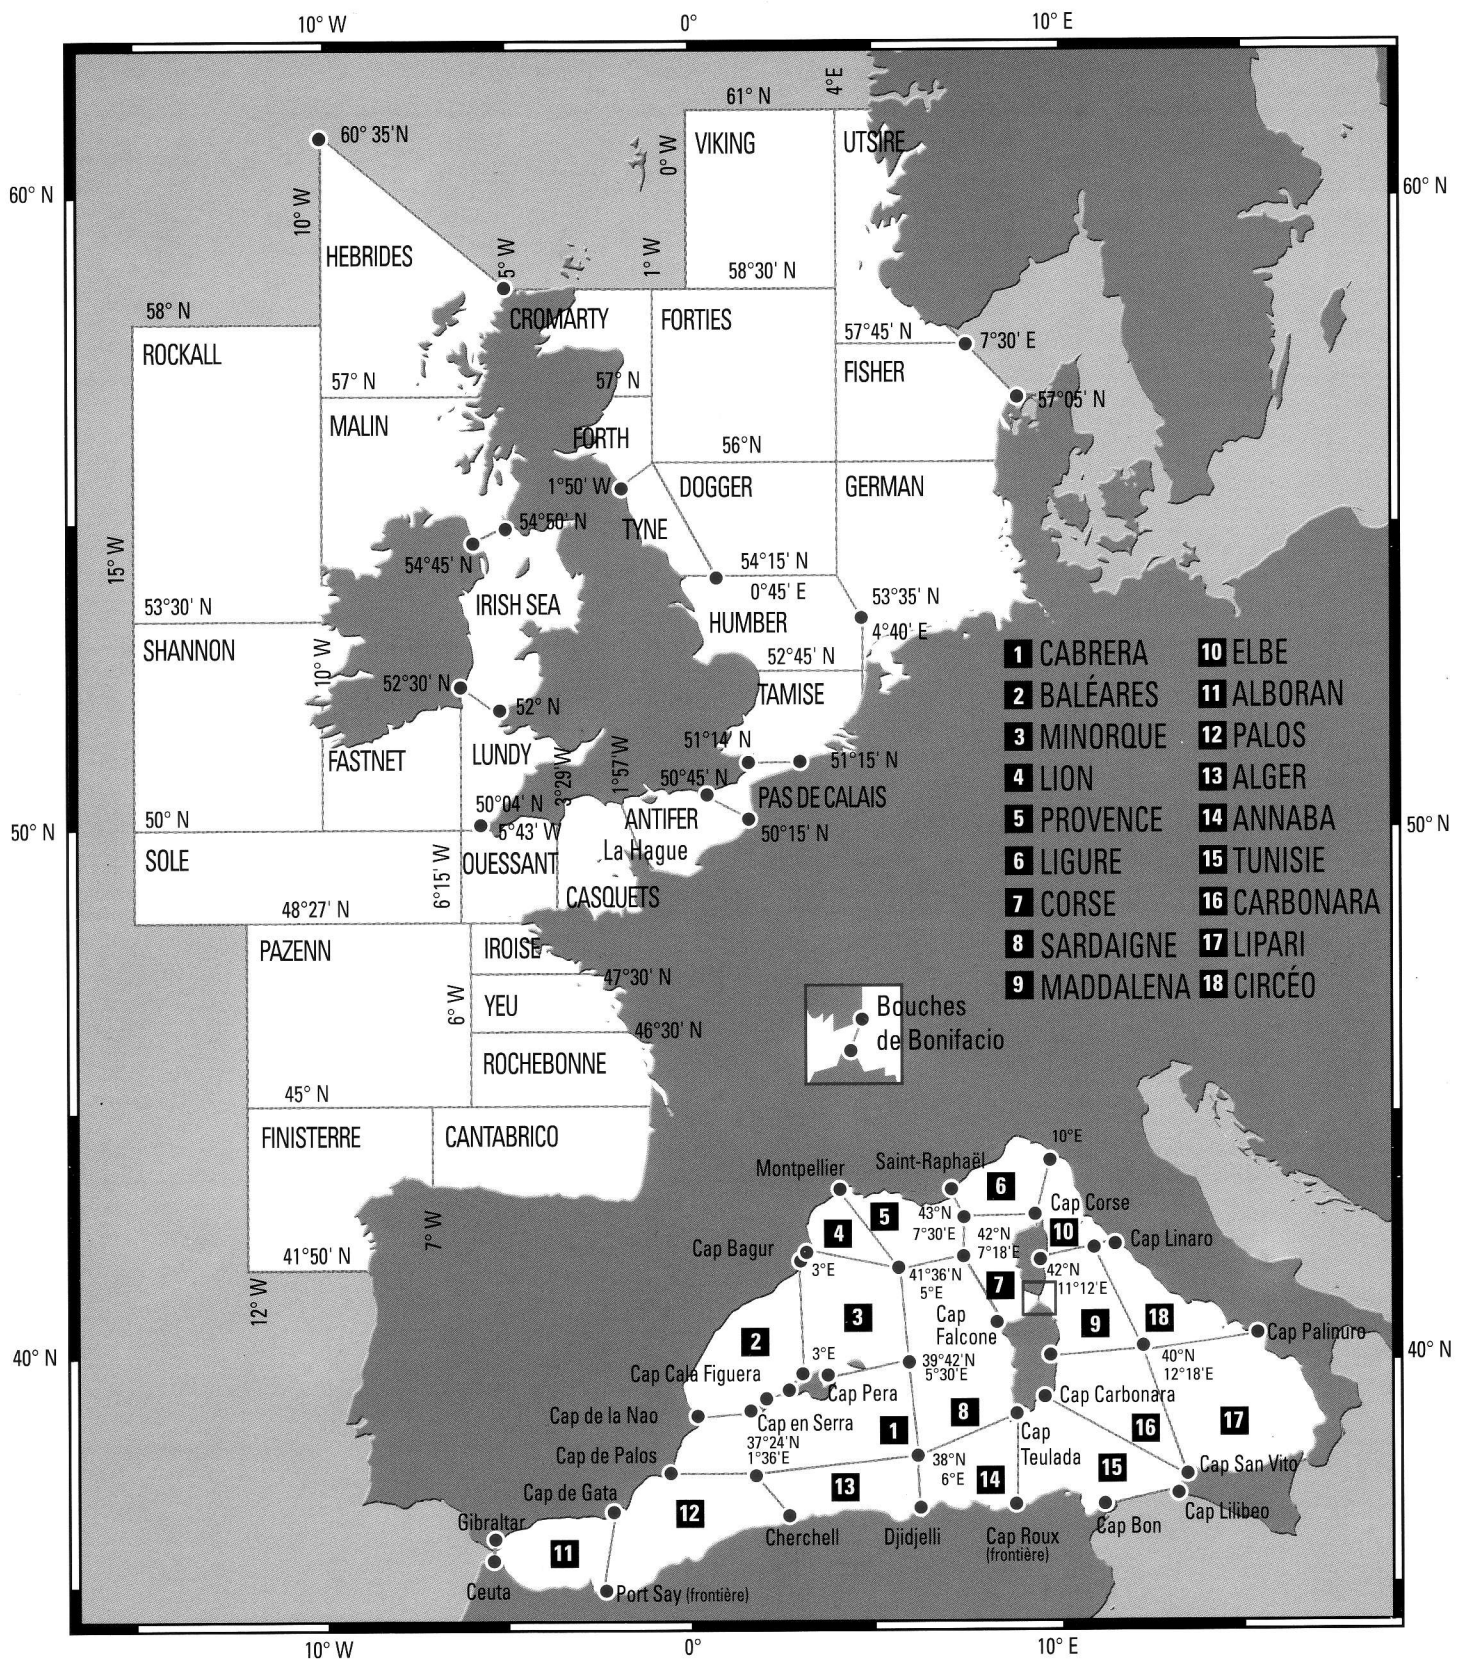 10° W
0°
10° E
4°E
61° N
60° 35'N
VIKING
UTSIRE
0° W
60° N
60° N
10° W
HEBRIDES
5° W
1° W
58°30' N
58° N
CROMARTY
FORTIES
57°45' N
7°30' E
ROCKALL
57° N
57° N
FISHER
57°05' N
MALIN
FORTH
56°N
1°50' W
DOGGER
GERMAN
54°50' N
TYNE
54°45' N
54°15' N
15° W
0°45' E
53°35' N
53°30' N
IRISH SEA
HUMBER
4°40' E
SHANNON
10° W
52°45' N
52°30' N
TAMISE
52° N
51°14' N
FASTNET
LUNDY
3°29'W
1°57'W
51°15' N
50°45' N
50°04' N
PAS DE CALAIS
50° N
50° N
5°43' W
ANTIFER
50°15' N
50° N
SOLE
6°15' W
OUESSANT
La Hague
CASQUETS
48°27' N
PAZENN
IROISE
47°30' N
6° W
YEU
46°30' N
ROCHEBONNE
45° N
FINISTERRE
CANTABRICO
7° W
41°50' N
12° W
1 CABRERA
2 BALÉARES
3 MINORQUE
4 LION
5 PROVENCE
6 LIGURE
7 CORSE
8 SARDAIGNE
9 MADDALENA
10 ELBE
11 ALBORAN
12 PALOS
13 ALGER
14 ANNABA
15 TUNISIE
16 CARBONARA
17 LIPARI
18 CIRCÉO
Bouches
de Bonifacio
10°E
Montpellier
Saint-Raphaël
6
Cap Corse
5
43°N
7°30'E
4
42°N
7°18'E
10
Cap Linaro
Cap Bagur
3°E
41°36'N
5°E
42°N
11°12'E
7
Cap
Falcone
3
9
18
Cap Palinuro
2
3°E
40° N
40° N
39°42'N
5°30'E
40°N
12°18'E
Cap Cala Figuera
Cap Pera
Cap Carbonara
Cap de la Nao
Cap en Serra
1
8
16
17
37°24'N
1°36'E
Cap
Teulada
Cap de Palos
38°N
6°E
14
15
Cap San Vito
13
Cap de Gata
12
Cap Lilibeo
Gibraltar
Cherchell
Djidjelli
Cap Roux
(frontière)
Cap Bon
11
Ceuta
Port Say (frontière)
10° W
0°
10° E